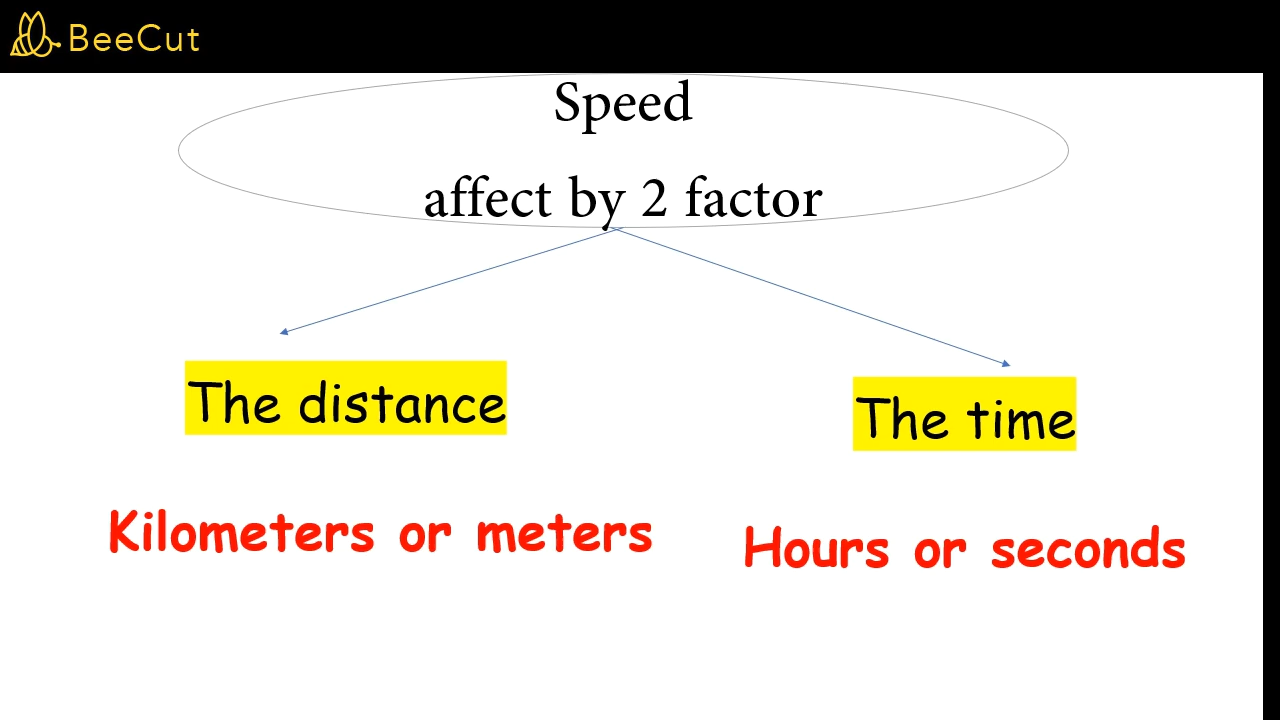 BeeCut
Speed
affect by 2 factor
The distance
The time
Kilometers or meters
Hours or seconds